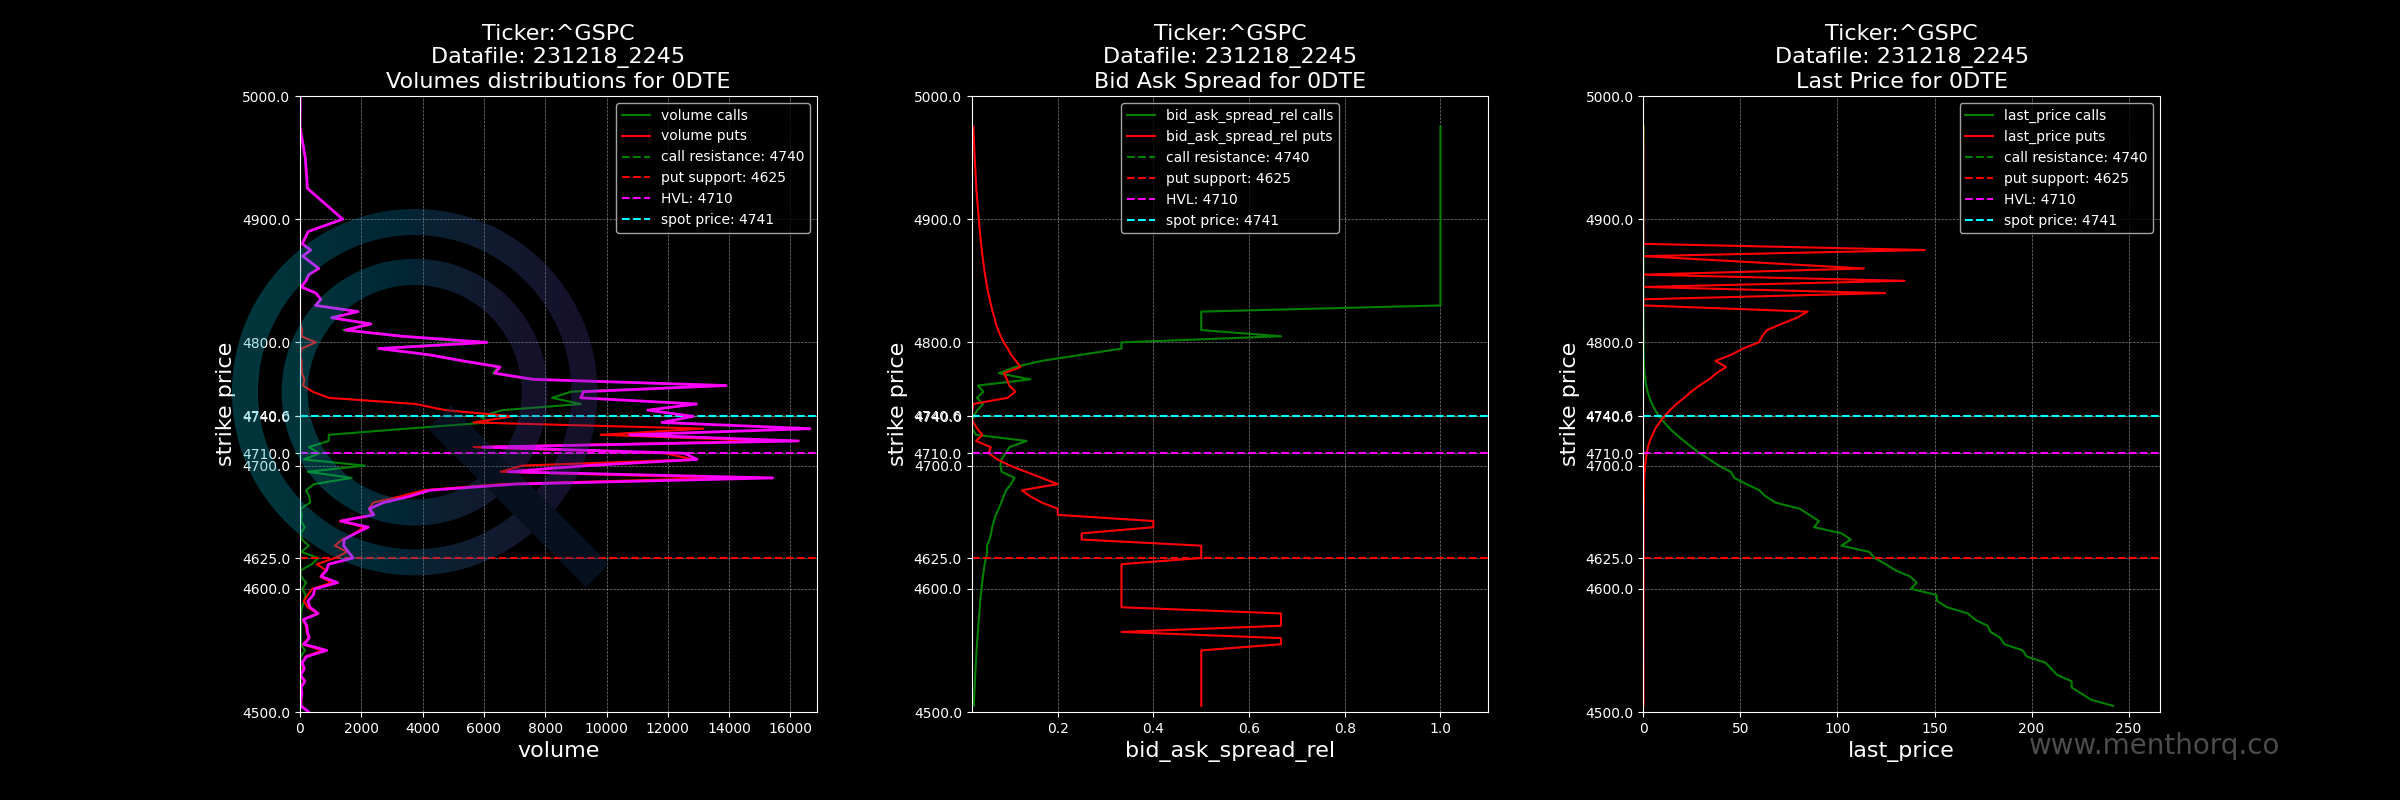 Ticker:^GSPC
Datafile: 231218_2245
Volumes distributions for 0DTE
5000.0
4900.0
4800.0
4740.6
4710.0
4700.0
4625.0
4600.0
4500.0
strike price
volume calls
volume puts
call resistance: 4740
put support: 4625
HVL: 4710
spot price: 4741
0 2000 4000 6000 8000 10000 12000 14000 16000
volume
Ticker:^GSPC
Datafile: 231218_2245
Bid Ask Spread for 0DTE
5000.0
4900.0
4800.0
4740.6
4710.0
4700.0
4625.0
4600.0
4500.0
strike price
bid_ask_spread_rel calls
bid_ask_spread_rel puts
call resistance: 4740
put support: 4625
HVL: 4710
spot price: 4741
0.2 0.4 0.6 0.8 1.0
bid_ask_spread_rel
Ticker:^GSPC
Datafile: 231218_2245
Last Price for 0DTE
5000.0
4900.0
4800.0
4740.6
4710.0
4700.0
4625.0
4600.0
4500.0
strike price
last_price calls
last_price puts
call resistance: 4740
put support: 4625
HVL: 4710
spot price: 4741
0 50 100 150 200 250
last_price
www.menthorq.co